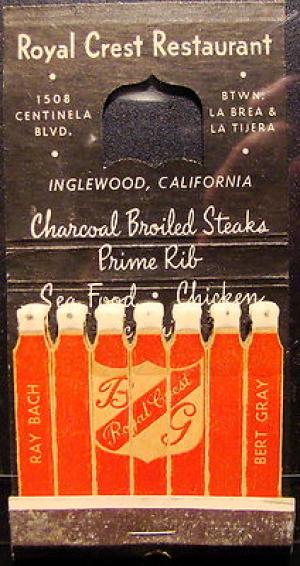 Royal Crest Restaurant
1508
CENTINELA
BLVD.
BTWN.
LA BREA &
LA TIJERA
INGLEWOOD, CALIFORNIA
Charcoal Broiled Steaks
Prime Rib
Sea Food • Chicken
RAY BACH
B
Royal Crest
G
BERT GRAY